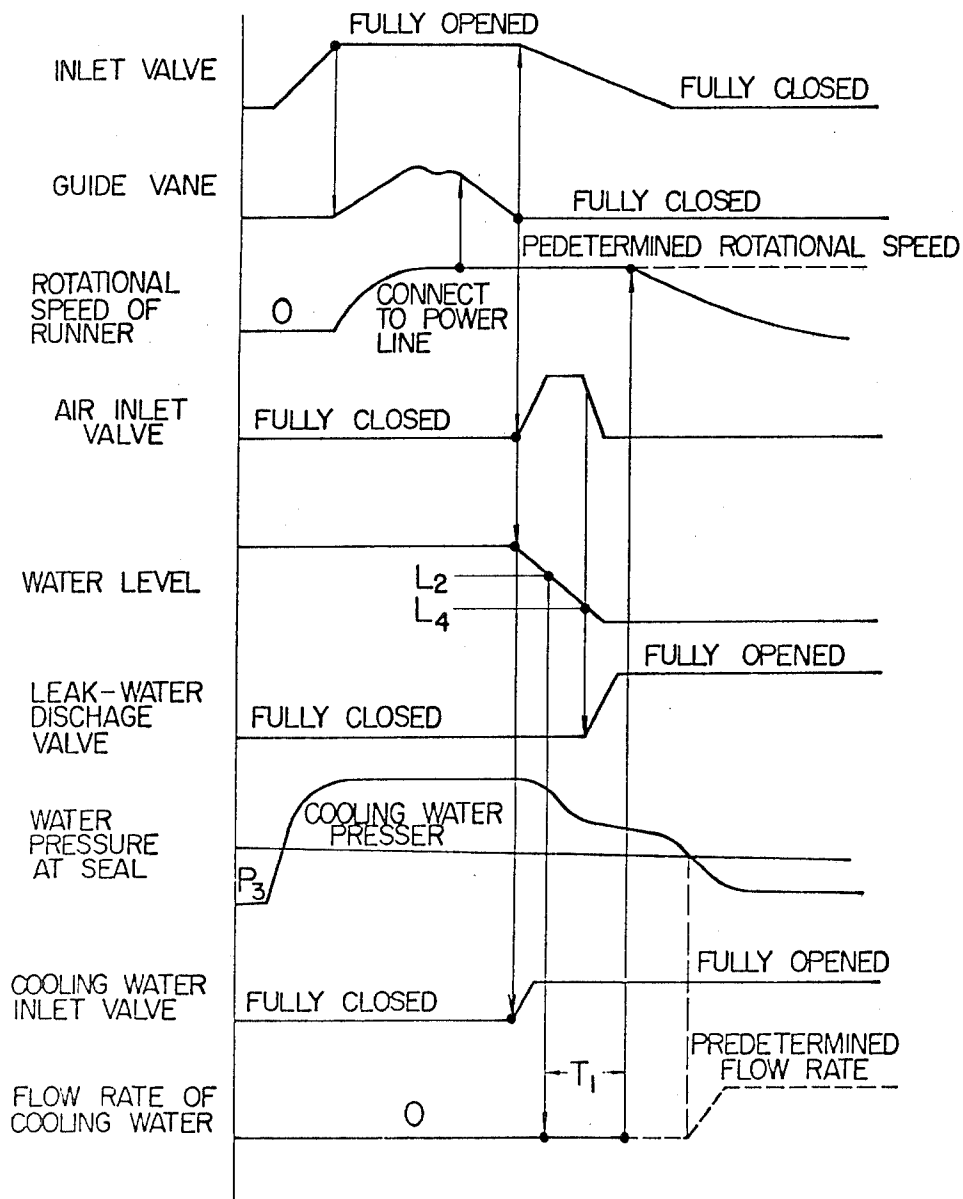 FULLY OPENED
INLET VALVE
FULLY CLOSED
GUIDE VANE
FULLY CLOSED
PEDETERMINED ROTATIONAL SPEED
ROTATIONAL
SPEED OF
RUNNER
0
CONNECT
TO POWER
LINE
AIR INLET
VALVE
FULLY CLOSED
WATER LEVEL
L2
L4
FULLY OPENED
LEAK-WATER
DISCHAGE
VALVE
FULLY CLOSED
WATER
PRESSURE
AT SEAL
COOLING WATER
PRESSER
P3
FULLY OPENED
COOLING WATER
INLET VALVE
FULLY CLOSED
PREDETERMINED
FLOW RATE
T1
FLOW RATE OF
COOLING WATER
0